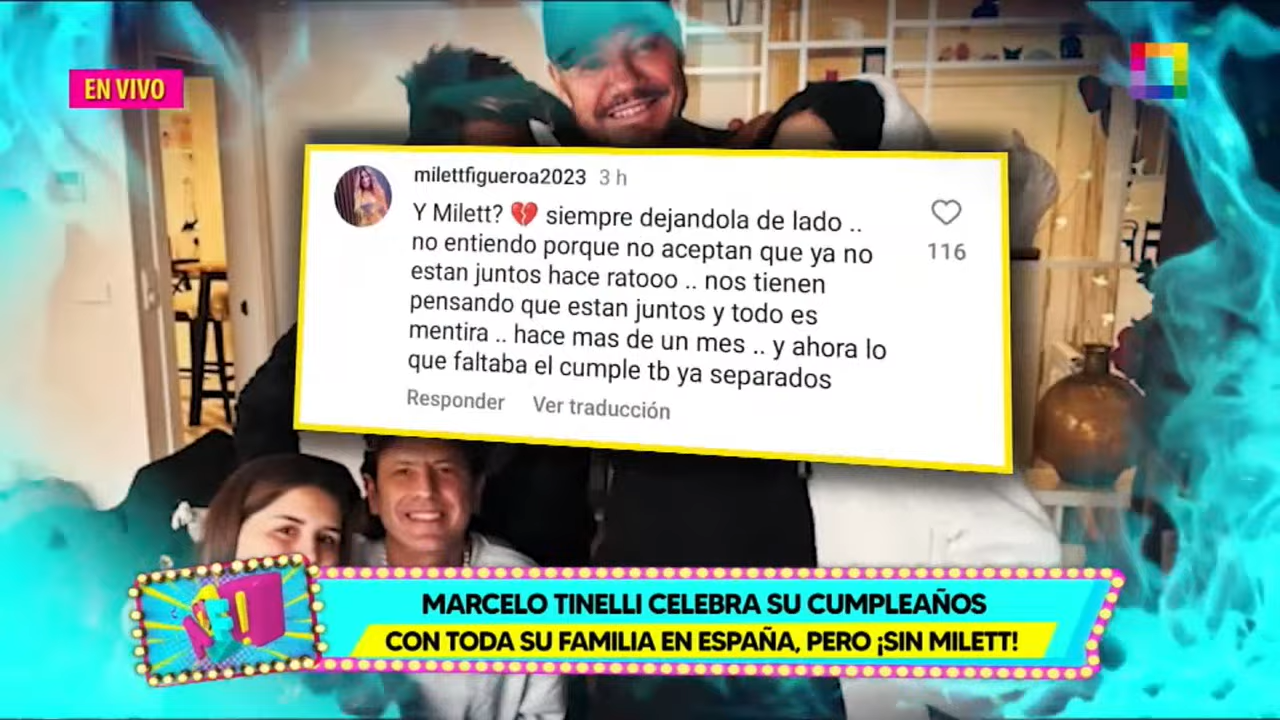 EN VIVO
milettfigueroa2023 3 h
Y Milett? 💔 siempre dejandola de lado ..
no entiendo porque no aceptan que ya no
estan juntos hace ratooo .. nos tienen
pensando que estan juntos y todo es
mentira .. hace mas de un mes .. y ahora lo
que faltaba el cumple tb ya separados
116
Responder Ver traducción
MARCELO TINELLI CELEBRA SU CUMPLEAÑOS
CON TODA SU FAMILIA EN ESPAÑA, PERO ¡SIN MILETT!